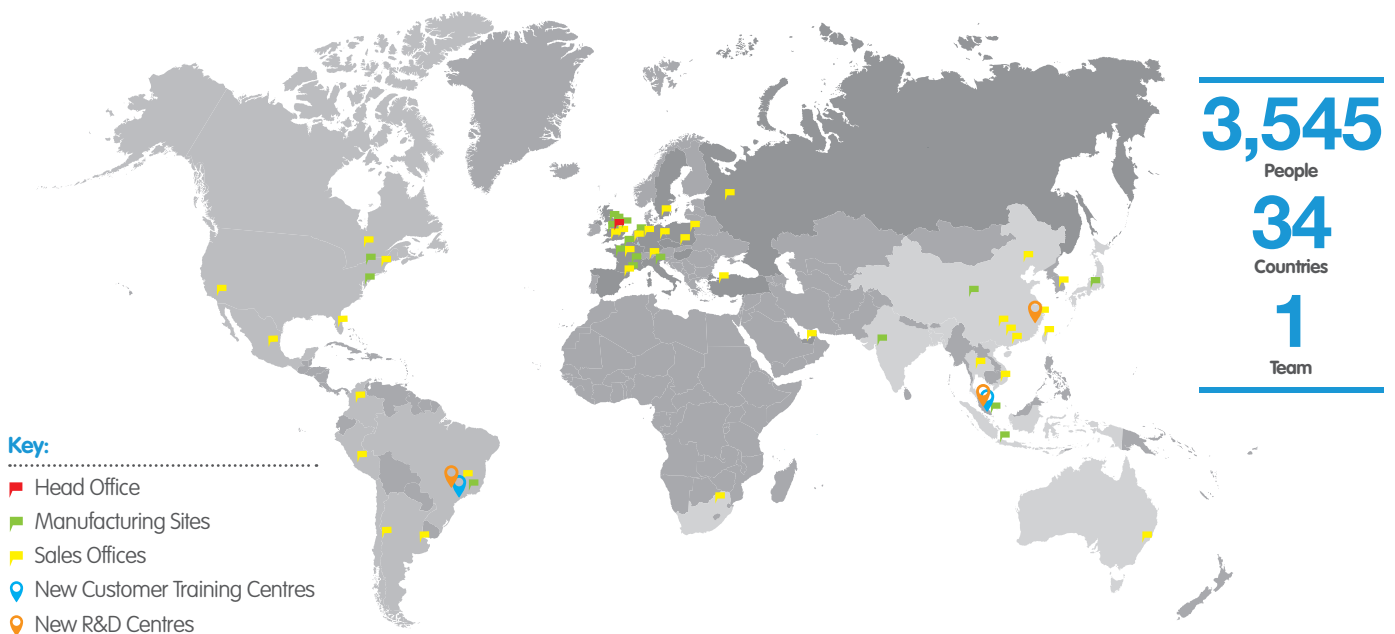 3,545
People
34
Countries
1
Team
Key:
Head Office
Manufacturing Sites
Sales Offices
New Customer Training Centres
New R&D Centres